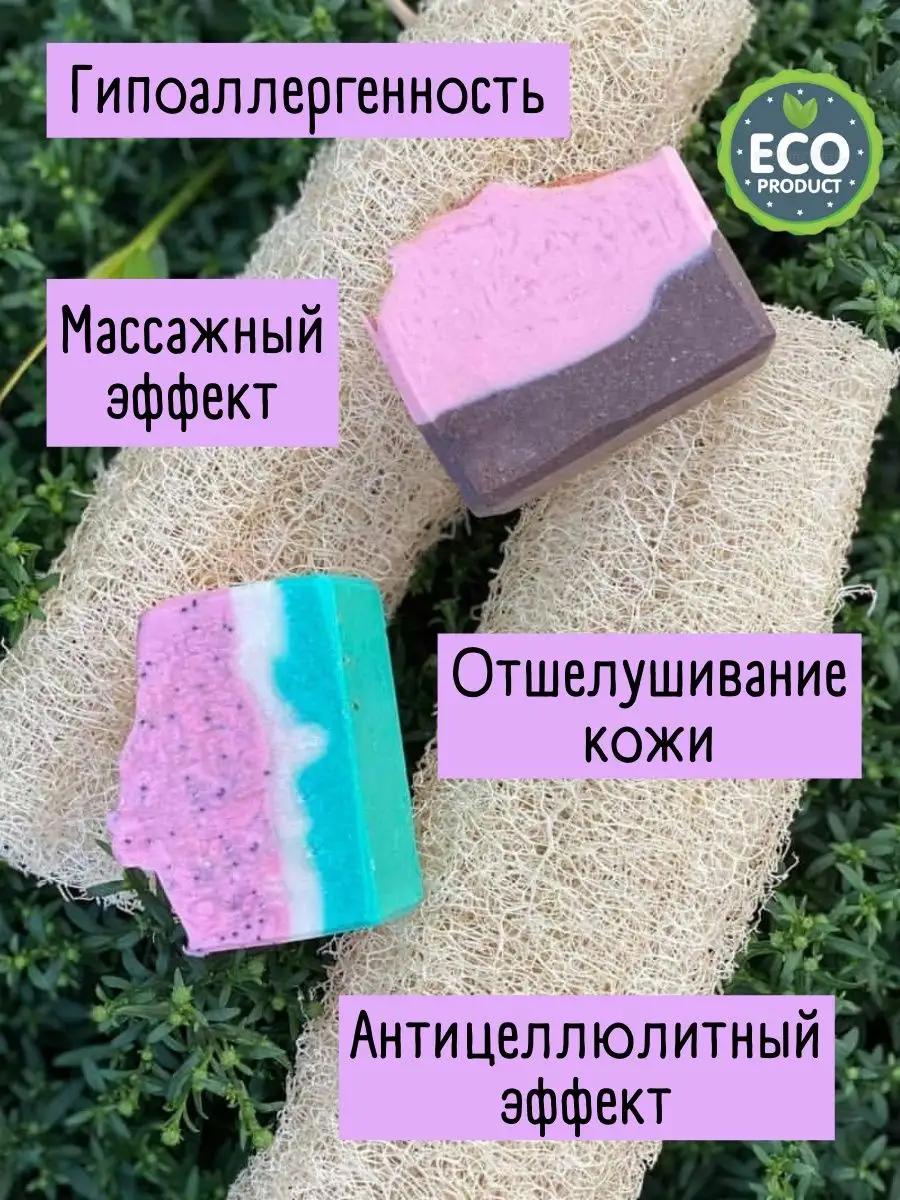 Гипоаллергенность
ECO
PRODUCT
Массажный
эффект
Отшелушивание
кожи
Антицеллюлитный
эффект